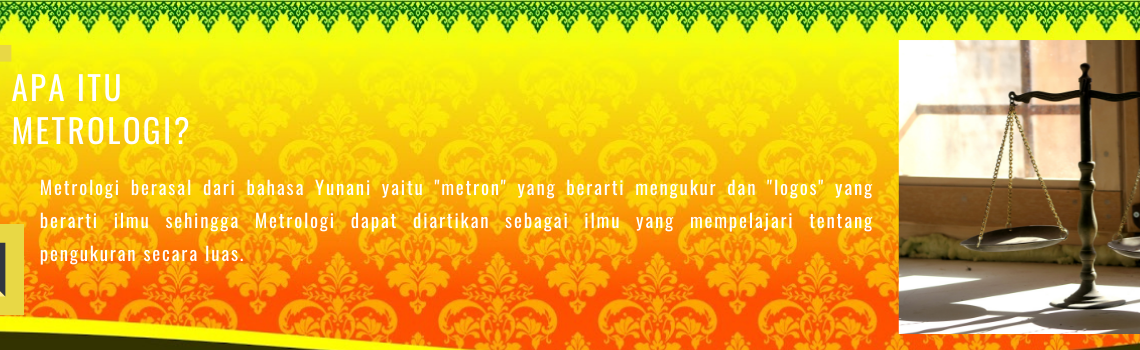 APA ITU
METROLOGI?
Metrologi berasal dari bahasa Yunani yaitu "metron" yang berarti mengukur dan "logos" yang
berarti ilmu sehingga Metrologi dapat diartikan sebagai ilmu yang mempelajari tentang
pengukuran secara luas.